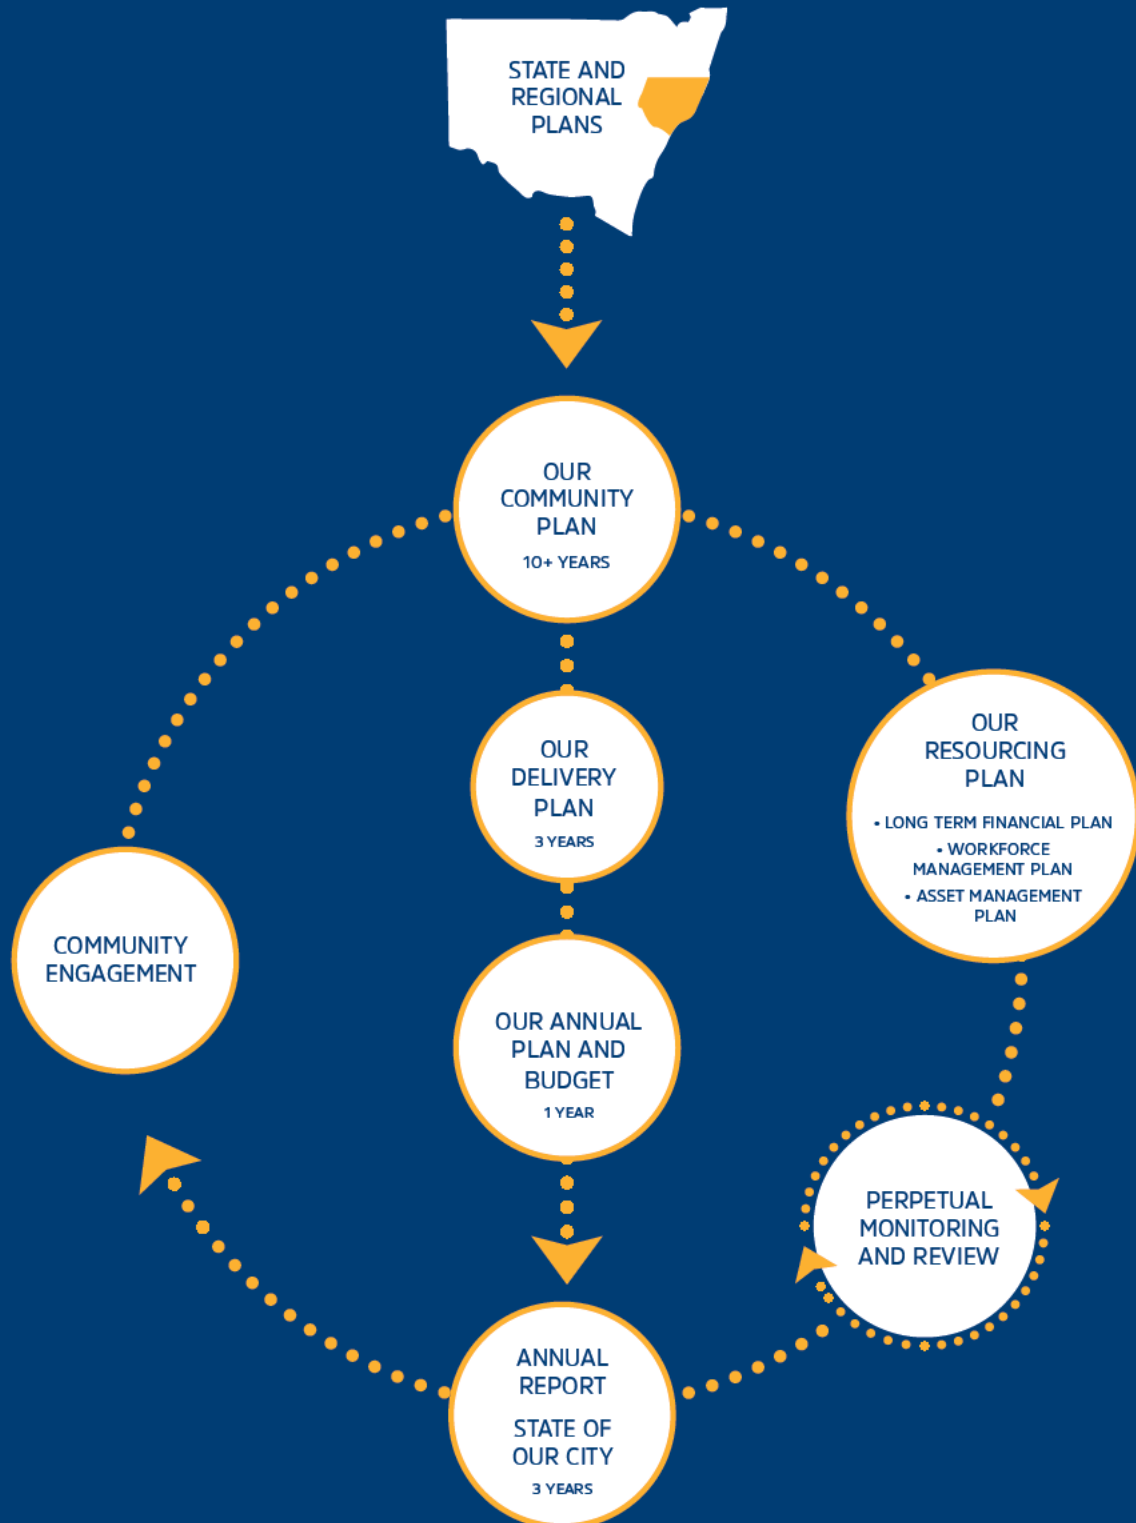 STATE AND
REGIONAL
PLANS
OUR
COMMUNITY
PLAN
10+ YEARS
OUR
DELIVERY
PLAN
3 YEARS
OUR
RESOURCING
PLAN
• LONG TERM FINANCIAL PLAN
• WORKFORCE
MANAGEMENT PLAN
• ASSET MANAGEMENT
PLAN
COMMUNITY
ENGAGEMENT
OUR ANNUAL
PLAN AND
BUDGET
1 YEAR
PERPETUAL
MONITORING
AND REVIEW
ANNUAL
REPORT
STATE OF
OUR CITY
3 YEARS